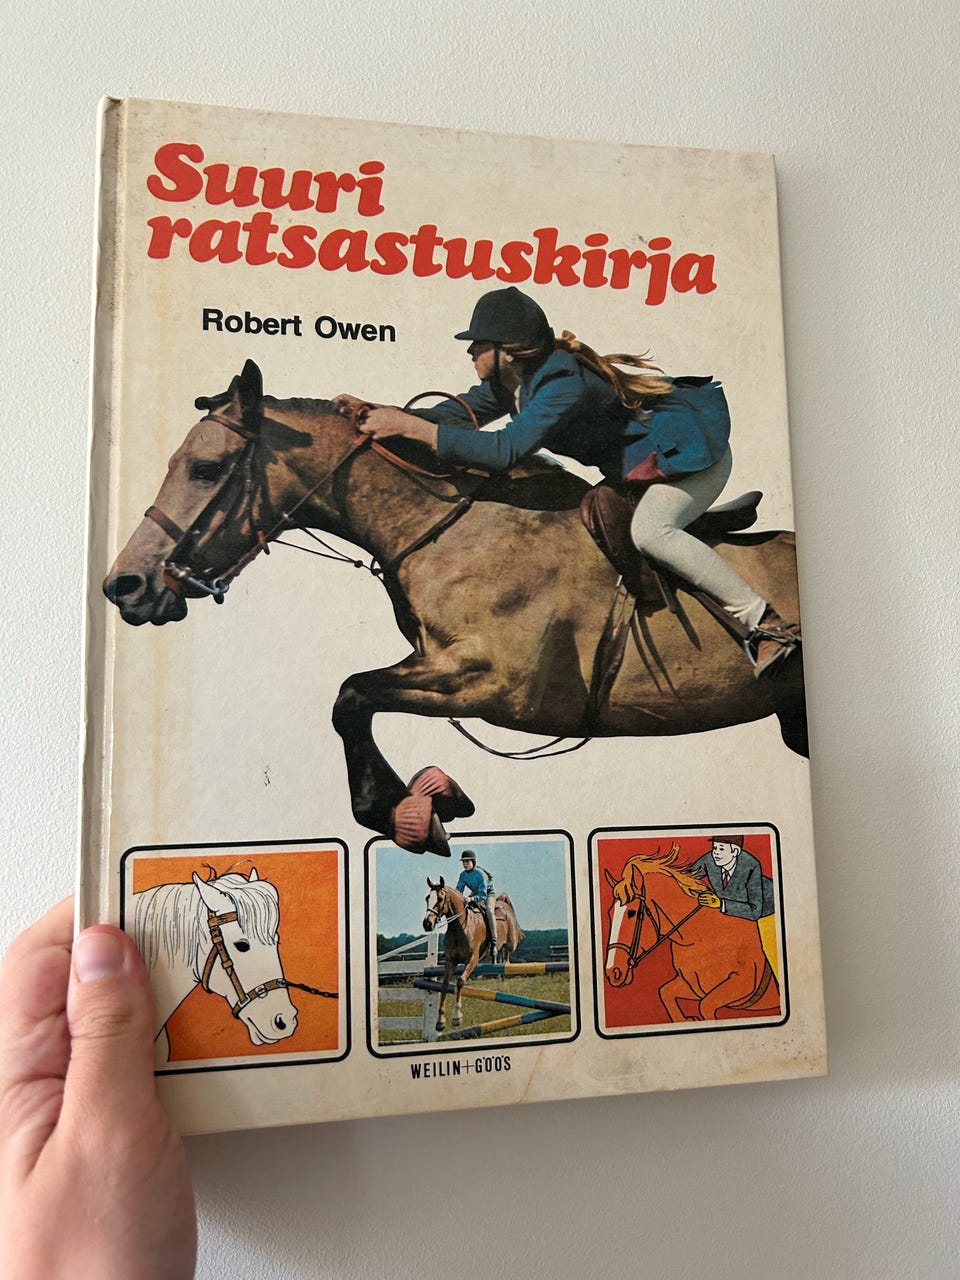 Suuri
ratsastuskirja
Robert Owen
WEILIN+GÖÖS